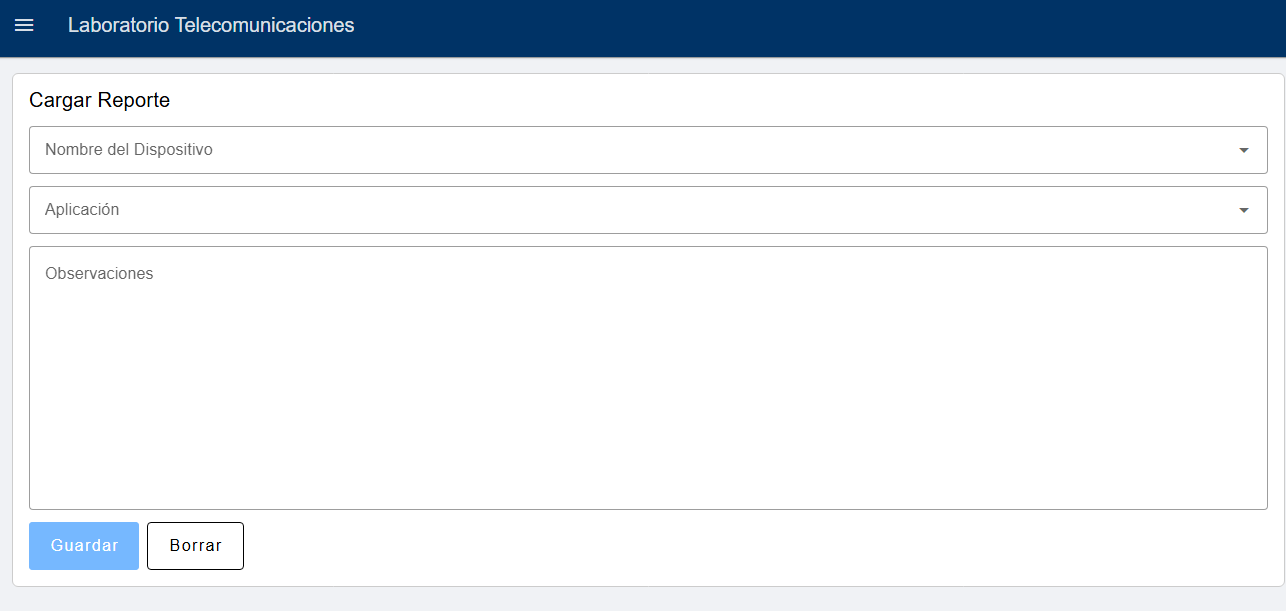 Laboratorio Telecomunicaciones
Cargar Reporte
Nombre del Dispositivo
Aplicación
Observaciones
Guardar
Borrar